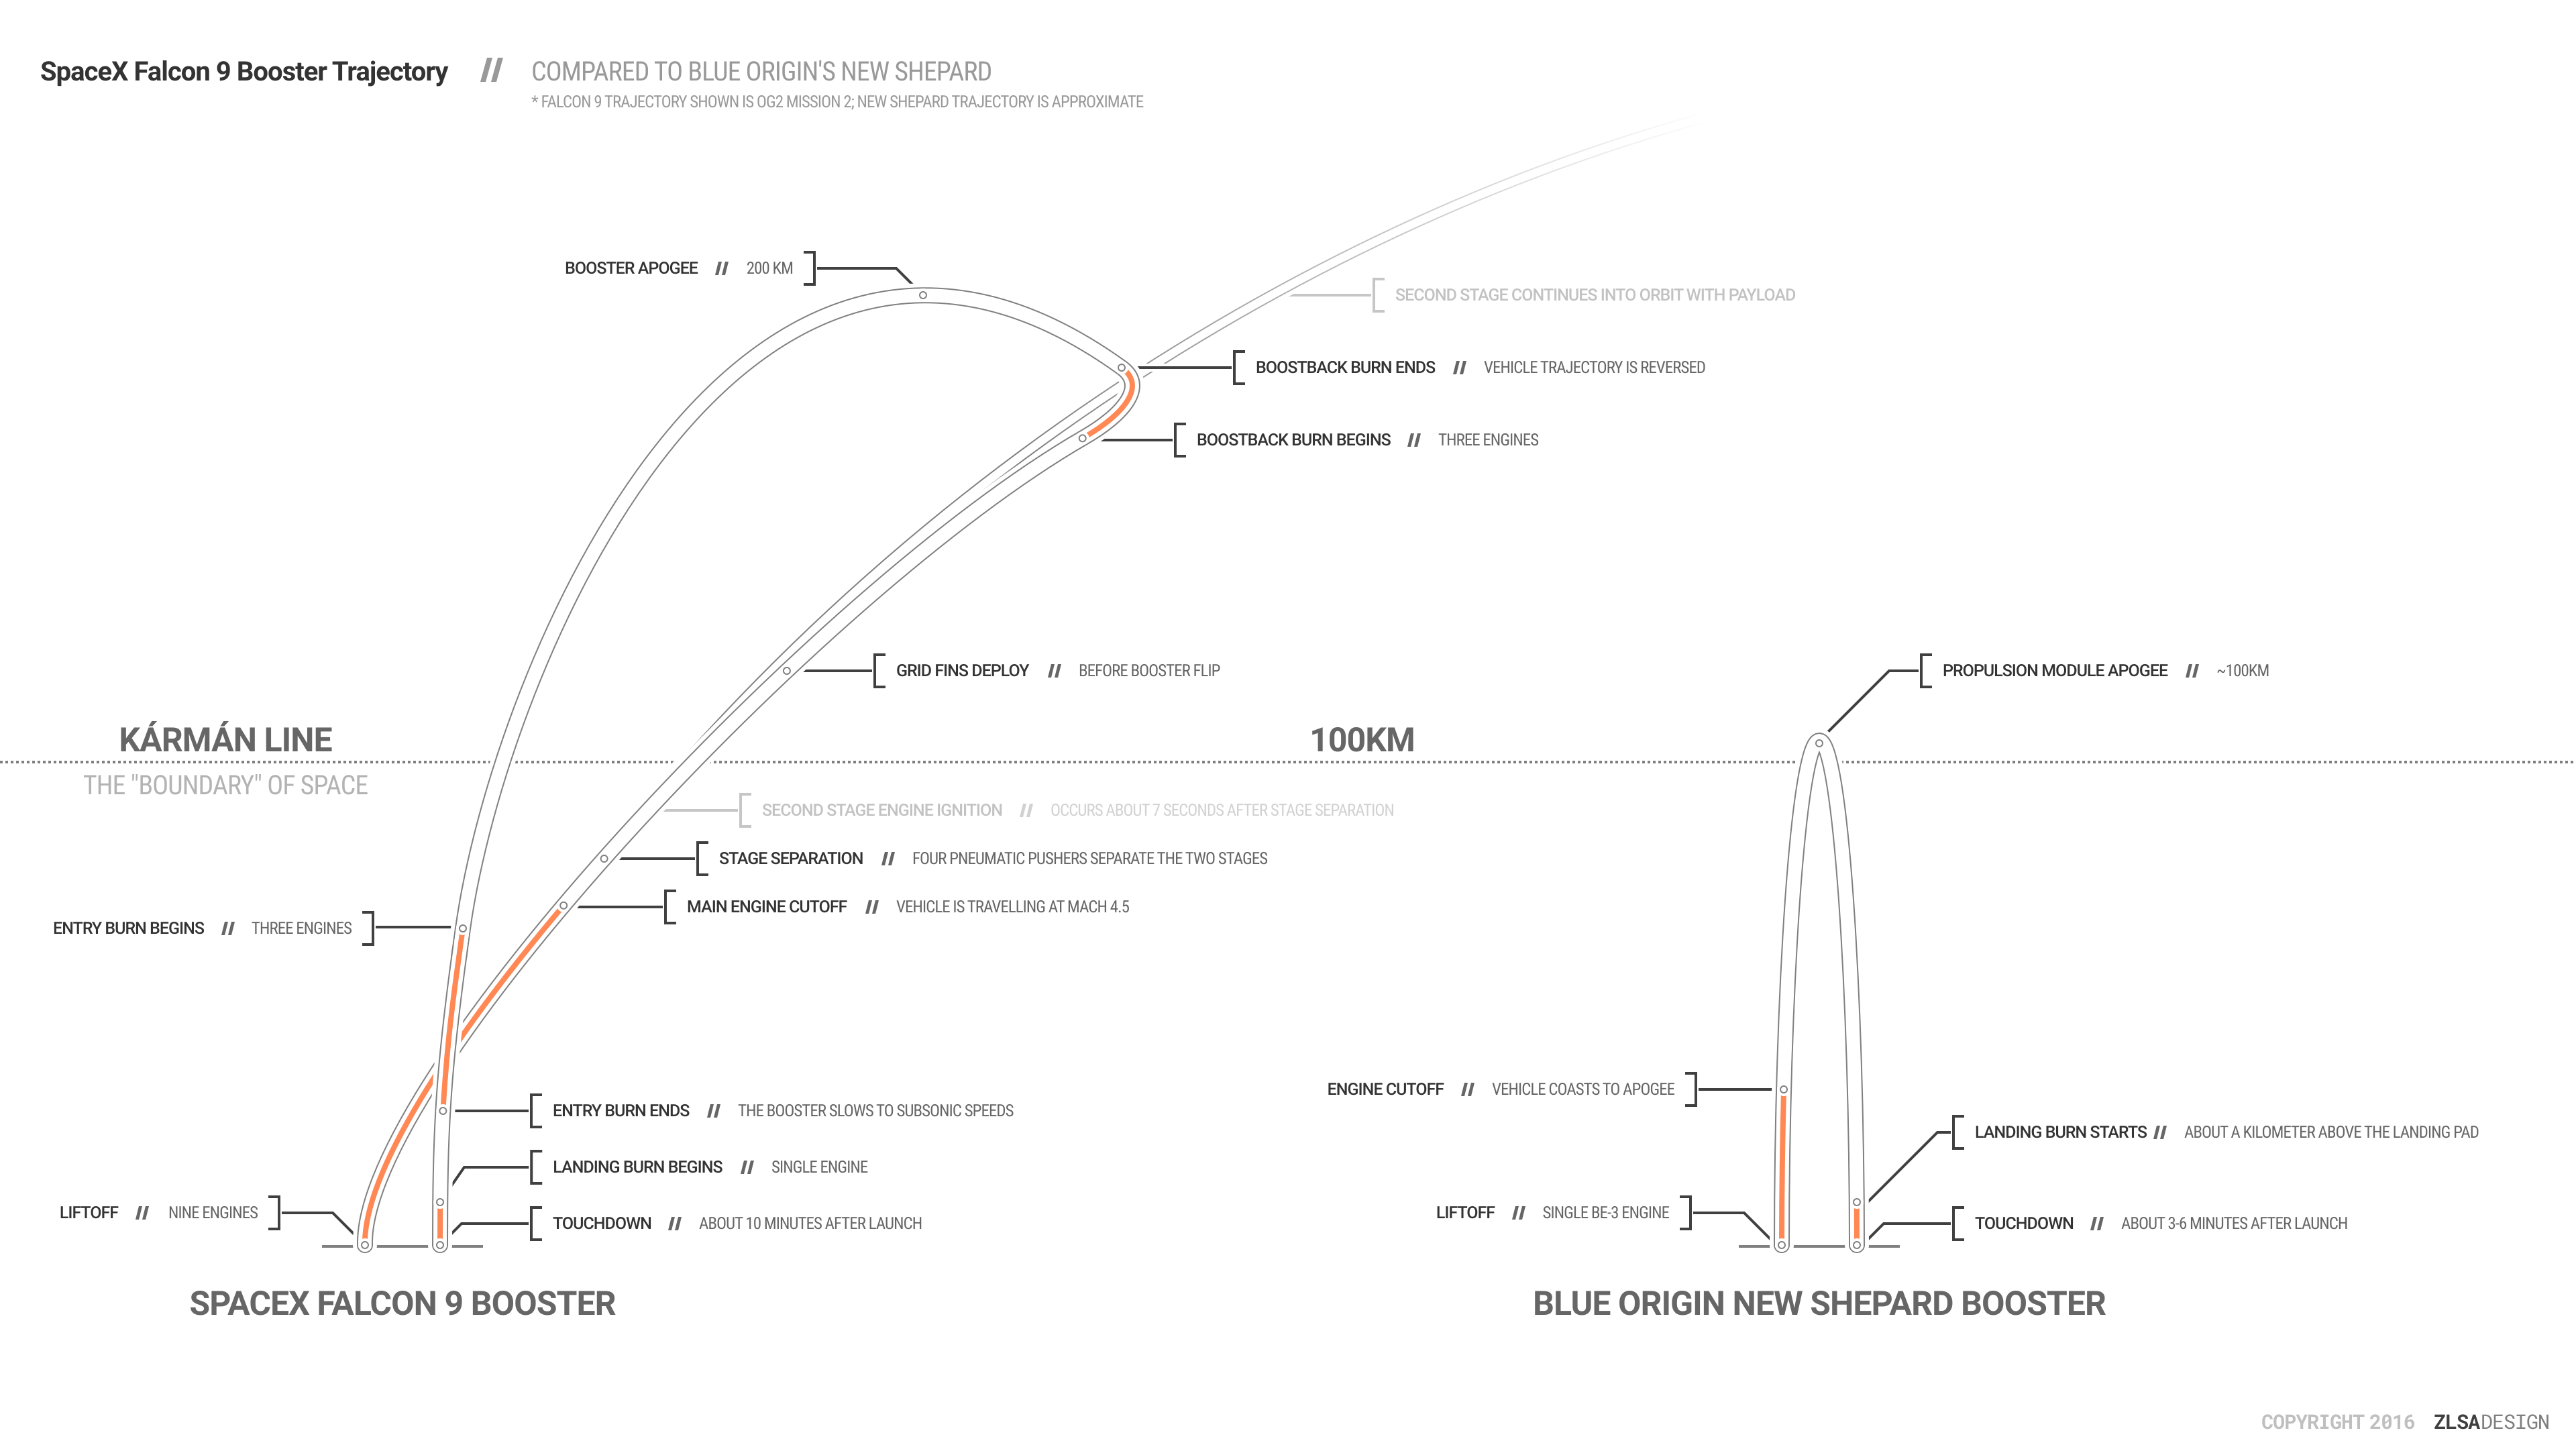 SpaceX Falcon 9 Booster Trajectory // COMPARED TO BLUE ORIGIN'S NEW SHEPARD
* FALCON 9 TRAJECTORY SHOWN IS OG2 MISSION 2; NEW SHEPARD TRAJECTORY IS APPROXIMATE
BOOSTER APOGEE // 200 KM
SECOND STAGE CONTINUES INTO ORBIT WITH PAYLOAD
BOOSTBACK BURN ENDS // VEHICLE TRAJECTORY IS REVERSED
BOOSTBACK BURN BEGINS // THREE ENGINES
GRID FINS DEPLOY // BEFORE BOOSTER FLIP
PROPULSION MODULE APOGEE // ~100KM
KÁRMÁN LINE
100KM
THE "BOUNDARY" OF SPACE
SECOND STAGE ENGINE IGNITION // OCCURS ABOUT 7 SECONDS AFTER STAGE SEPARATION
STAGE SEPARATION // FOUR PNEUMATIC PUSHERS SEPARATE THE TWO STAGES
MAIN ENGINE CUTOFF // VEHICLE IS TRAVELLING AT MACH 4.5
ENTRY BURN BEGINS // THREE ENGINES
ENGINE CUTOFF // VEHICLE COASTS TO APOGEE
ENTRY BURN ENDS // THE BOOSTER SLOWS TO SUBSONIC SPEEDS
LANDING BURN STARTS // ABOUT A KILOMETER ABOVE THE LANDING PAD
LANDING BURN BEGINS // SINGLE ENGINE
LIFTOFF // NINE ENGINES
LIFTOFF // SINGLE BE-3 ENGINE
TOUCHDOWN // ABOUT 10 MINUTES AFTER LAUNCH
TOUCHDOWN // ABOUT 3-6 MINUTES AFTER LAUNCH
SPACEX FALCON 9 BOOSTER
BLUE ORIGIN NEW SHEPARD BOOSTER
COPYRIGHT 2016 ZLSADESIGN